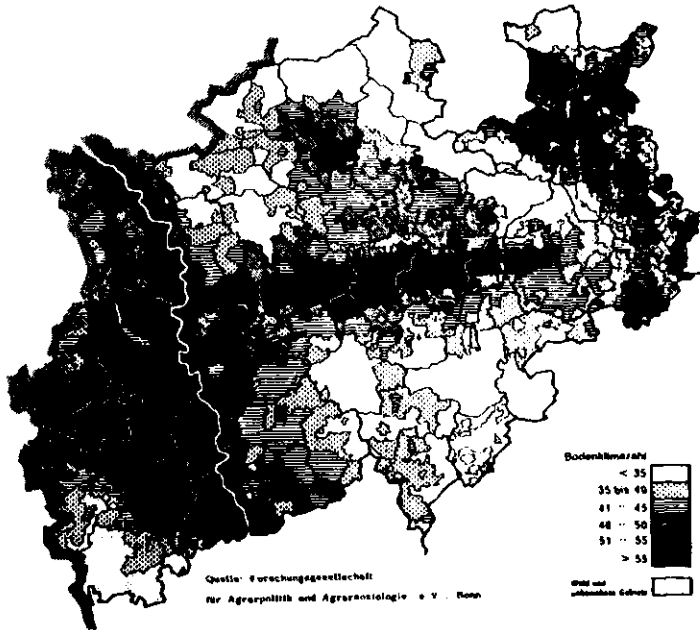 Bodenklimazahl
< 35
35 bis 40
41 " 45
46 " 50
51 " 55
> 55
Wald und
Gebiete
Quelle: Forschungsgesellschaft
für Agrarpolitik und Agrarsoziologie e. V. Bonn